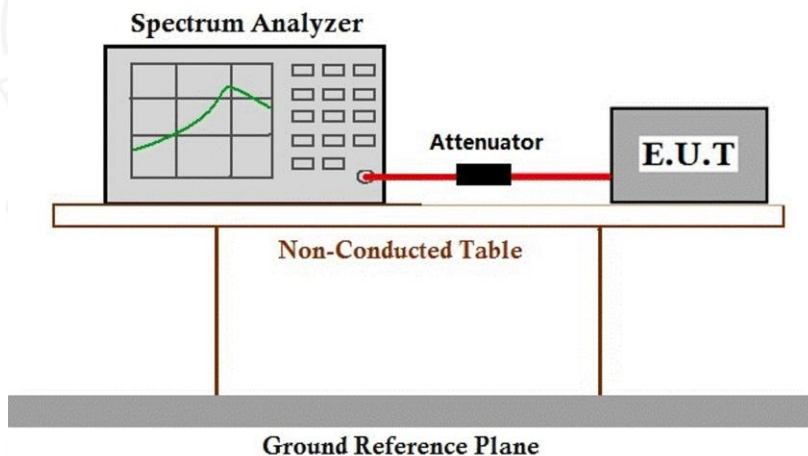 Spectrum Analyzer
Attenuator
E.U.T
Non-Conducted Table
Ground Reference Plane